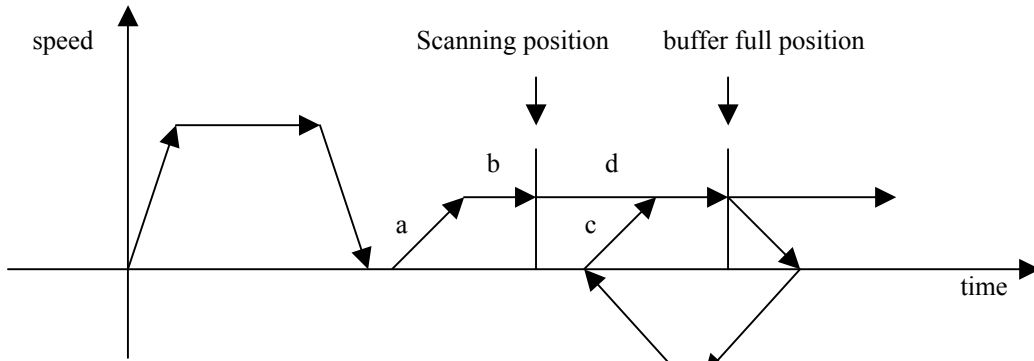 speed
Scanning position
buffer full position
b
d
a
c
time